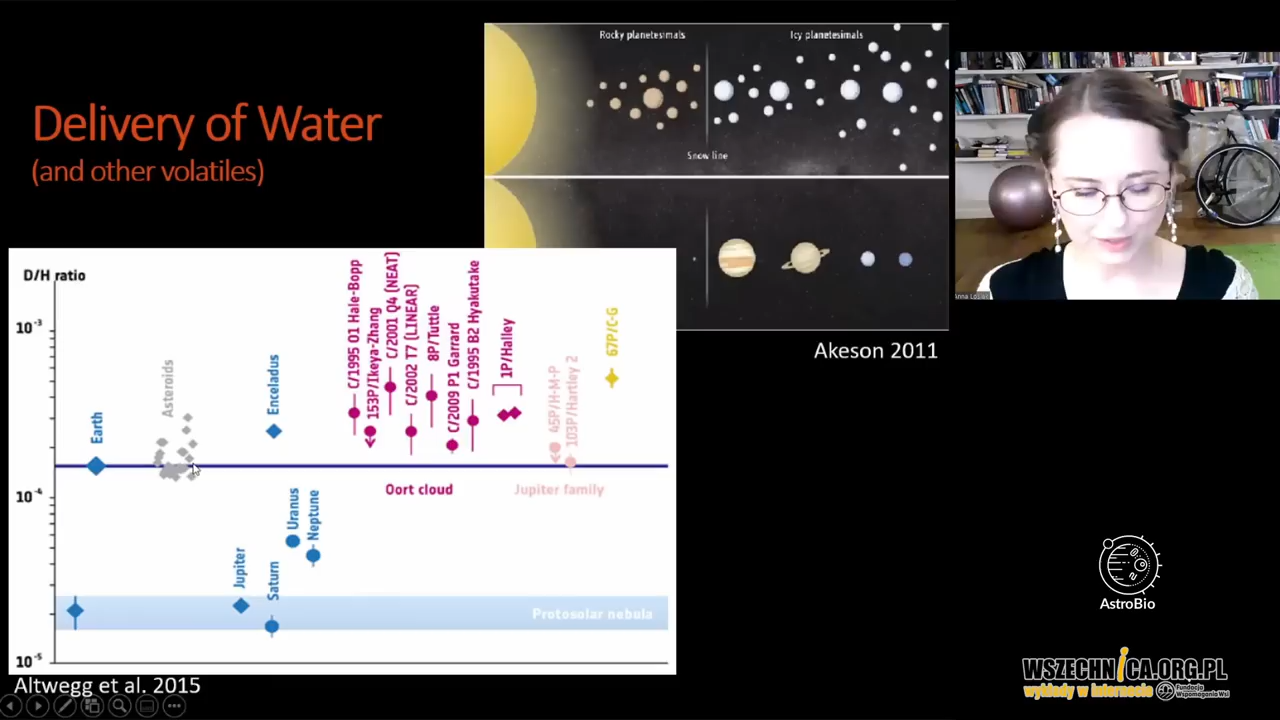 Delivery of Water
(and other volatiles)
Rocky planetesimals
Icy planetesimals
Snow line
Akeson 2011
D/H ratio
10-3
10-4
10-5
Earth
Asteroids
Enceladus
C/1995 O1 Hale-Bopp
153P/Ikeya-Zhang
C/2001 Q4 (NEAT)
C/2002 T7 (LINEAR)
8P/Tuttle
C/2009 P1 Garrard
C/1995 B2 Hyakutake
1P/Halley
45P/H-M-P
103P/Hartley 2
67P/C-G
Oort cloud
Jupiter family
Uranus
Neptune
Jupiter
Saturn
Protosolar nebula
Altwegg et al. 2015
AstroBio
WSZECHNICA.ORG.PL
wykłady w internecie
Fundacja
Wspomagania Wsi